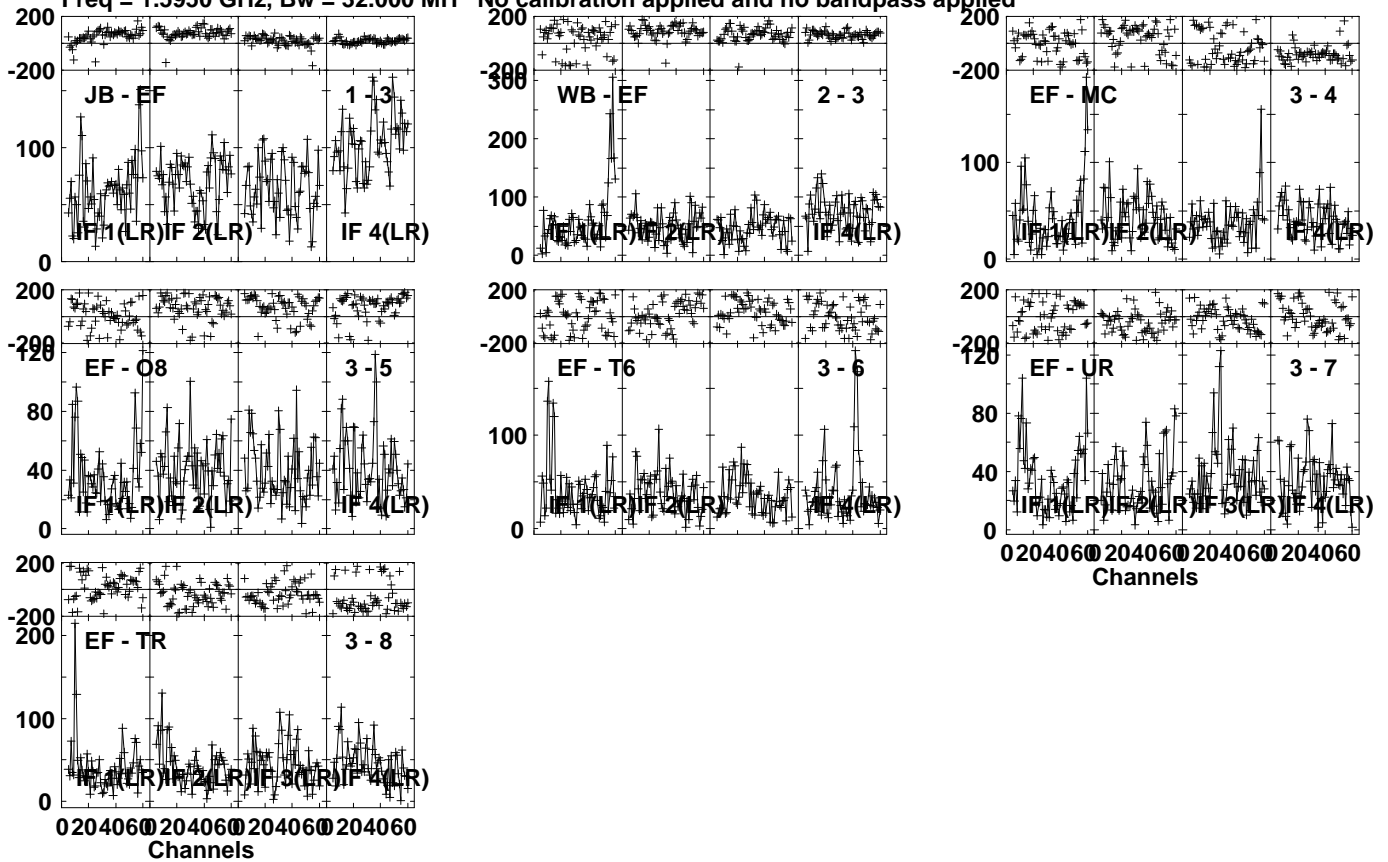 Freq = 1.5950 GHz, Bw = 32.000 MH No calibration applied and no bandpass applied
200
-200
JB - EF 1 - 3
100
0
IF 1(LR) IF 2(LR) IF 4(LR)
200
-200
300
WB - EF 2 - 3
200
100
0
IF 1(LR) IF 2(LR) IF 4(LR)
200
-200
EF - MC 3 - 4
100
0
IF 1(LR) IF 2(LR) IF 4(LR)
200
-200
120
EF - O8 3 - 5
80
40
0
IF 1(LR) IF 2(LR) IF 4(LR)
200
-200
EF - T6 3 - 6
100
0
IF 1(LR) IF 2(LR) IF 4(LR)
200
-200
120
EF - UR 3 - 7
80
40
0
IF 1(LR) IF 2(LR) IF 3(LR) IF 4(LR)
0 20 40 60 0 20 40 60 0 20 40 60 0 20 40 60
Channels
200
-200
200
EF - TR 3 - 8
100
0
IF 1(LR) IF 2(LR) IF 3(LR) IF 4(LR)
0 20 40 60 0 20 40 60 0 20 40 60 0 20 40 60
Channels